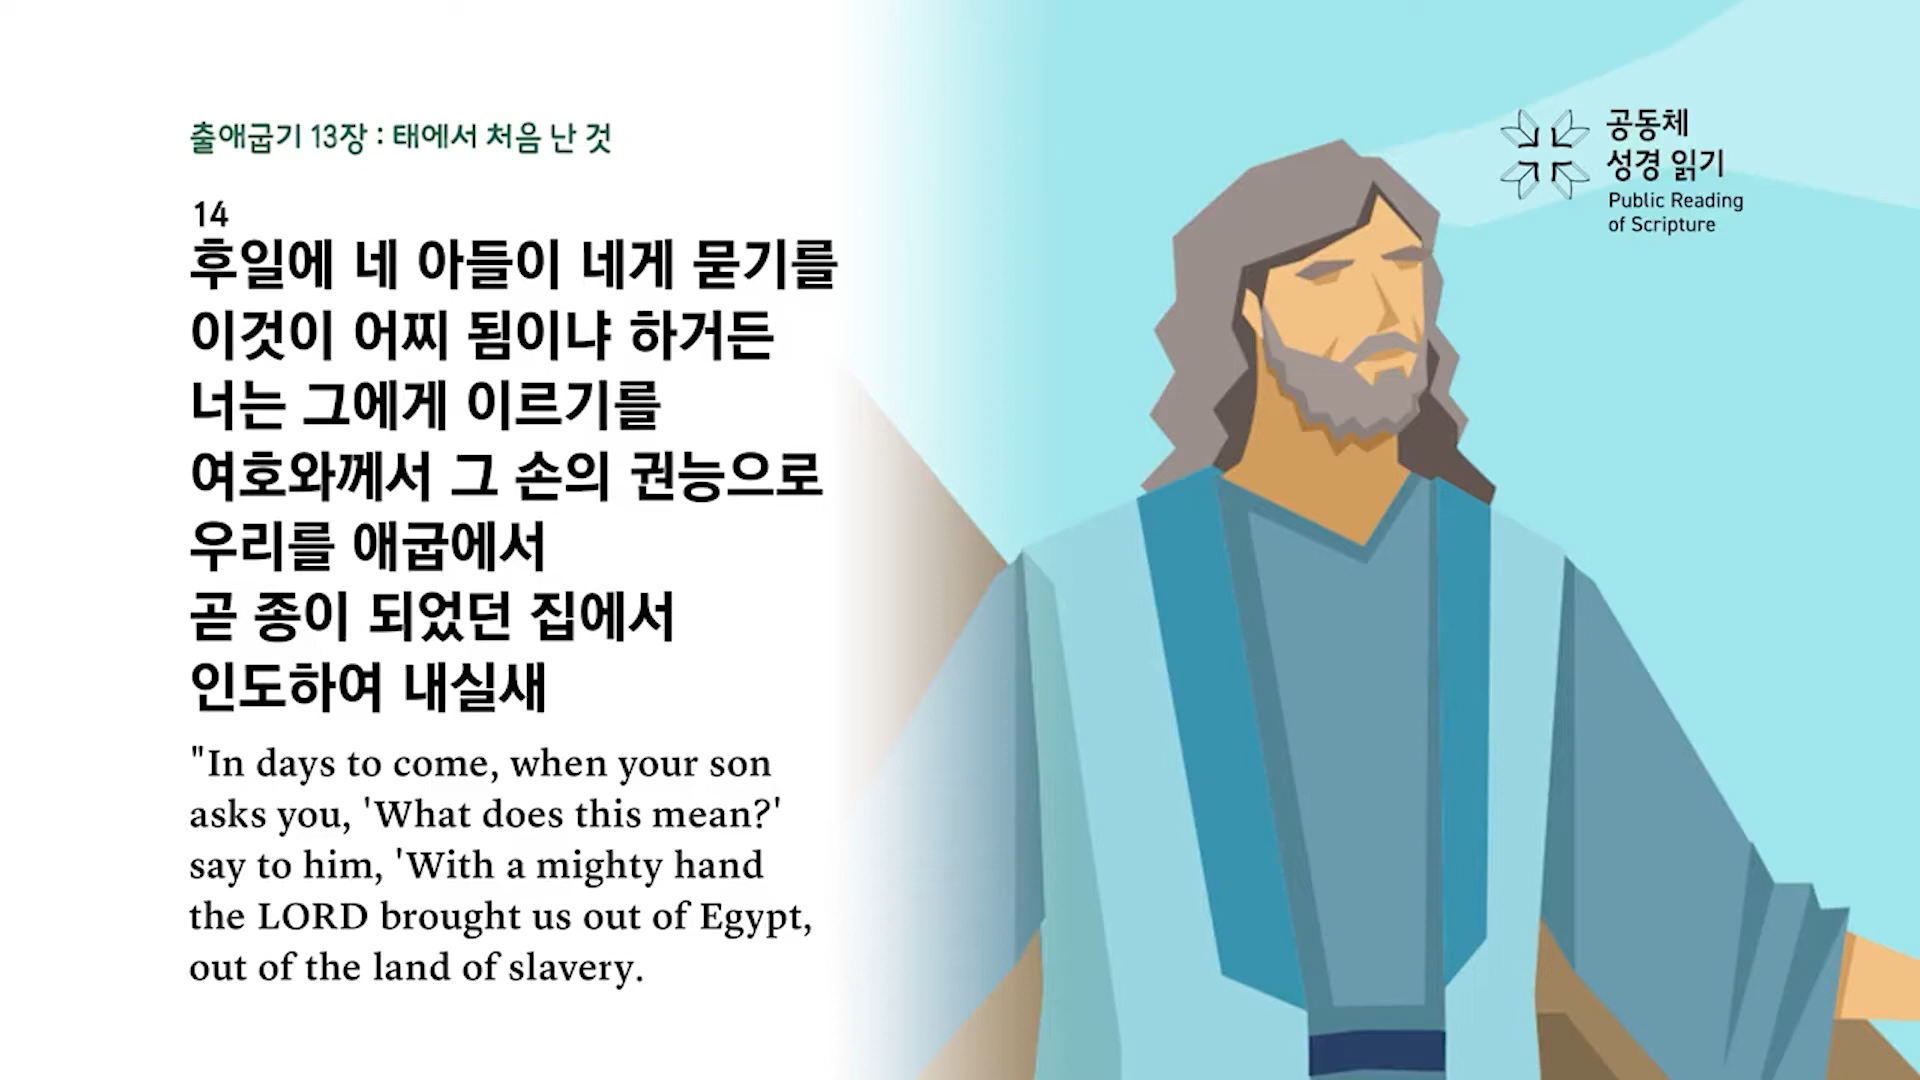 출애굽기 13장 : 태에서 처음 난 것
14
후일에 네 아들이 네게 묻기를
이것이 어찌 됨이냐 하거든
너는 그에게 이르기를
여호와께서 그 손의 권능으로
우리를 애굽에서
곧 종이 되었던 집에서
인도하여 내실새
"In days to come, when your son
asks you, 'What does this mean?'
say to him, 'With a mighty hand
the LORD brought us out of Egypt,
out of the land of slavery.
공동체
성경 읽기
Public Reading
of Scripture